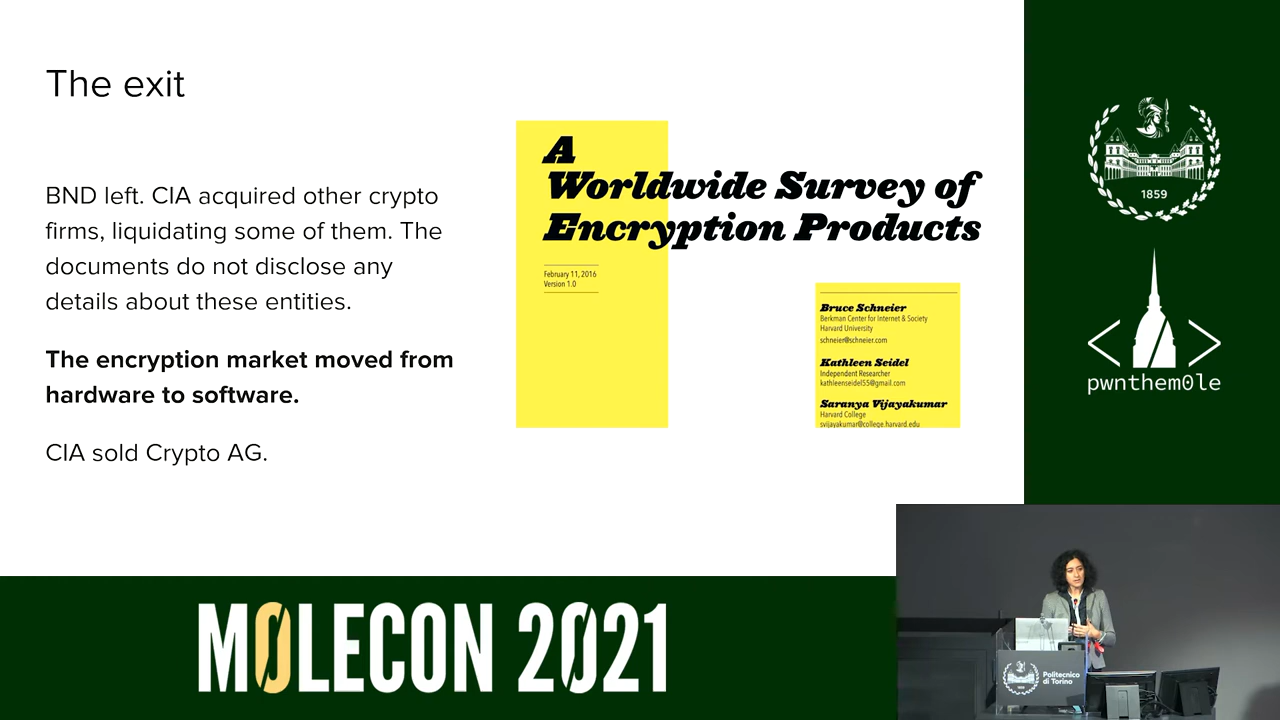 The exit
BND left. CIA acquired other crypto
firms, liquidating some of them. The
documents do not disclose any
details about these entities.
The encryption market moved from
hardware to software.
CIA sold Crypto AG.
A
Worldwide Survey of
Encryption Products
February 11, 2016
Version 1.0
Bruce Schneier
Berkman Center for Internet & Society
Harvard University
schneier@schneier.com
Kathleen Seidel
Independent Researcher
kathleenseidel55@gmail.com
Saranya Vijayakumar
Harvard College
svijayakumar@college.harvard.edu
1859
< >
pwnthem0le
MØLECON 2021
Politecnico
di Torino